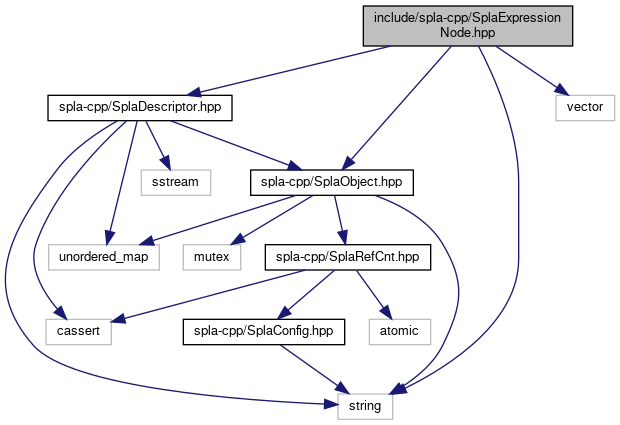 include/spla-cpp/SplaExpression
Node.hpp
spla-cpp/SplaDescriptor.hpp
vector
sstream
spla-cpp/SplaObject.hpp
unordered_map
mutex
spla-cpp/SplaRefCnt.hpp
cassert
spla-cpp/SplaConfig.hpp
atomic
string